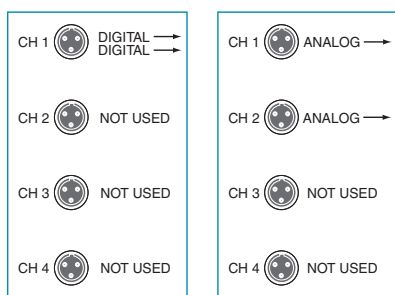 CH 1 DIGITAL
DIGITAL
CH 2 NOT USED
CH 3 NOT USED
CH 4 NOT USED
CH 1 ANALOG
CH 2 ANALOG
CH 3 NOT USED
CH 4 NOT USED